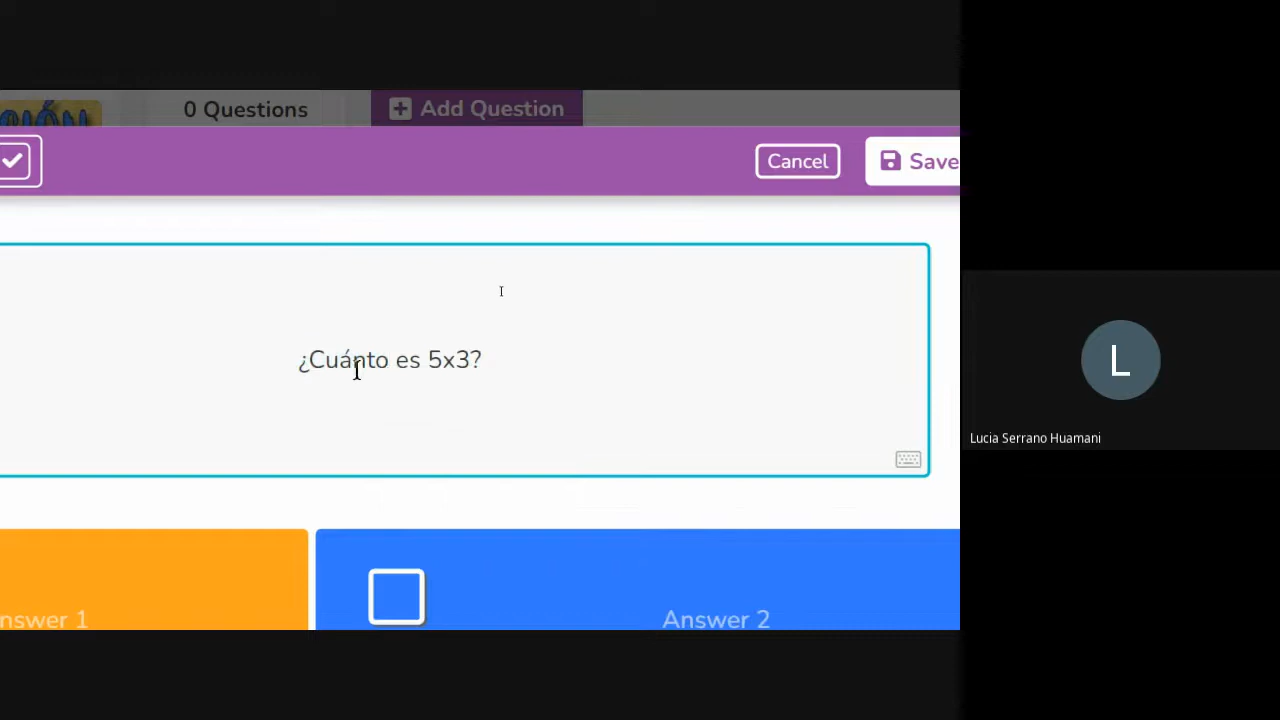 0 Questions
Add Question
Cancel
Save
¿Cuánto es 5x3?
nswer 1
Answer 2
L
Lucia Serrano Huamani